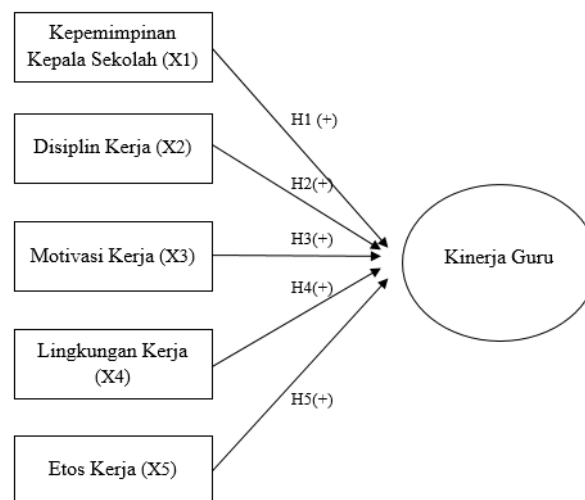 Kepemimpinan
Kepala Sekolah (X1)
H1 (+)
Disiplin Kerja (X2)
H2(+)
Motivasi Kerja (X3)
H3(+)
Kinerja Guru
H4(+)
Lingkungan Kerja
(X4)
H5(+)
Etos Kerja (X5)